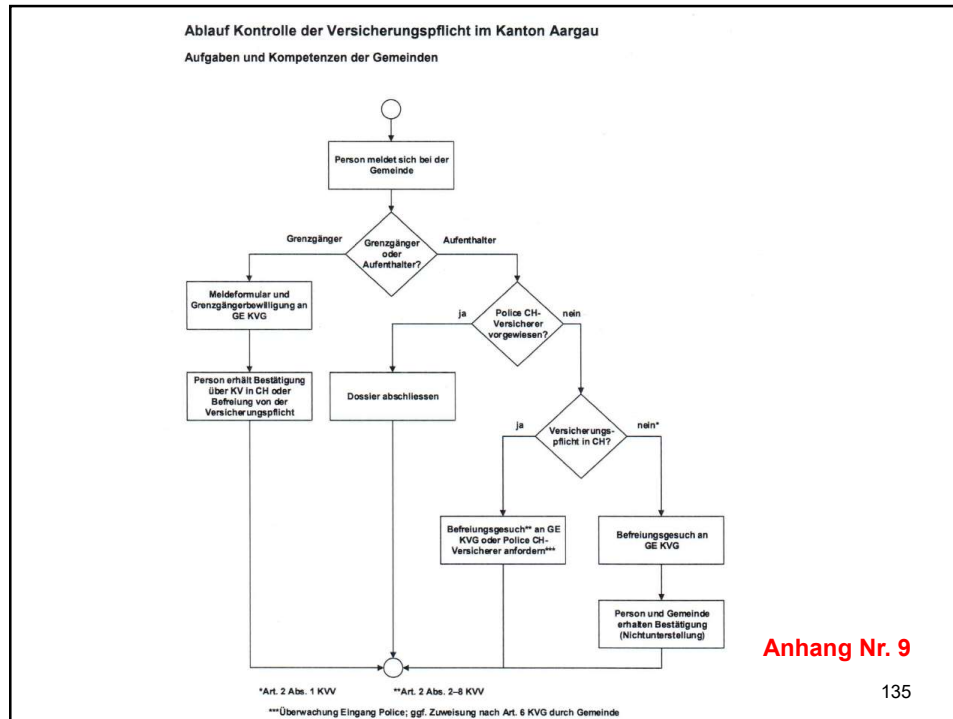 Ablauf Kontrolle der Versicherungspflicht im Kanton Aargau
Aufgaben und Kompetenzen der Gemeinden
Person meldet sich bei der
Gemeinde
Grenzgänger
Grenzgänger
oder
Aufenthalter?
Aufenthalter
Meldeformular und
Grenzgängerbewilligung an
GE KVG
ja
Police CH-
Versicherer
vorgewiesen?
nein
Person erhält Bestätigung
über KV in CH oder
Befreiung von der
Versicherungspflicht
Dossier abschliessen
ja
Versicherungs-
pflicht in CH?
nein*
Befreiungsgesuch** an GE
KVG oder Police CH-
Versicherer anfordern***
Befreiungsgesuch an
GE KVG
Person und Gemeinde
erhalten Bestätigung
(Nichtunterstellung)
Anhang Nr. 9
*Art. 2 Abs. 1 KVV
**Art. 2 Abs. 2–8 KVV
135
***Überwachung Eingang Police; ggf. Zuweisung nach Art. 6 KVG durch Gemeinde